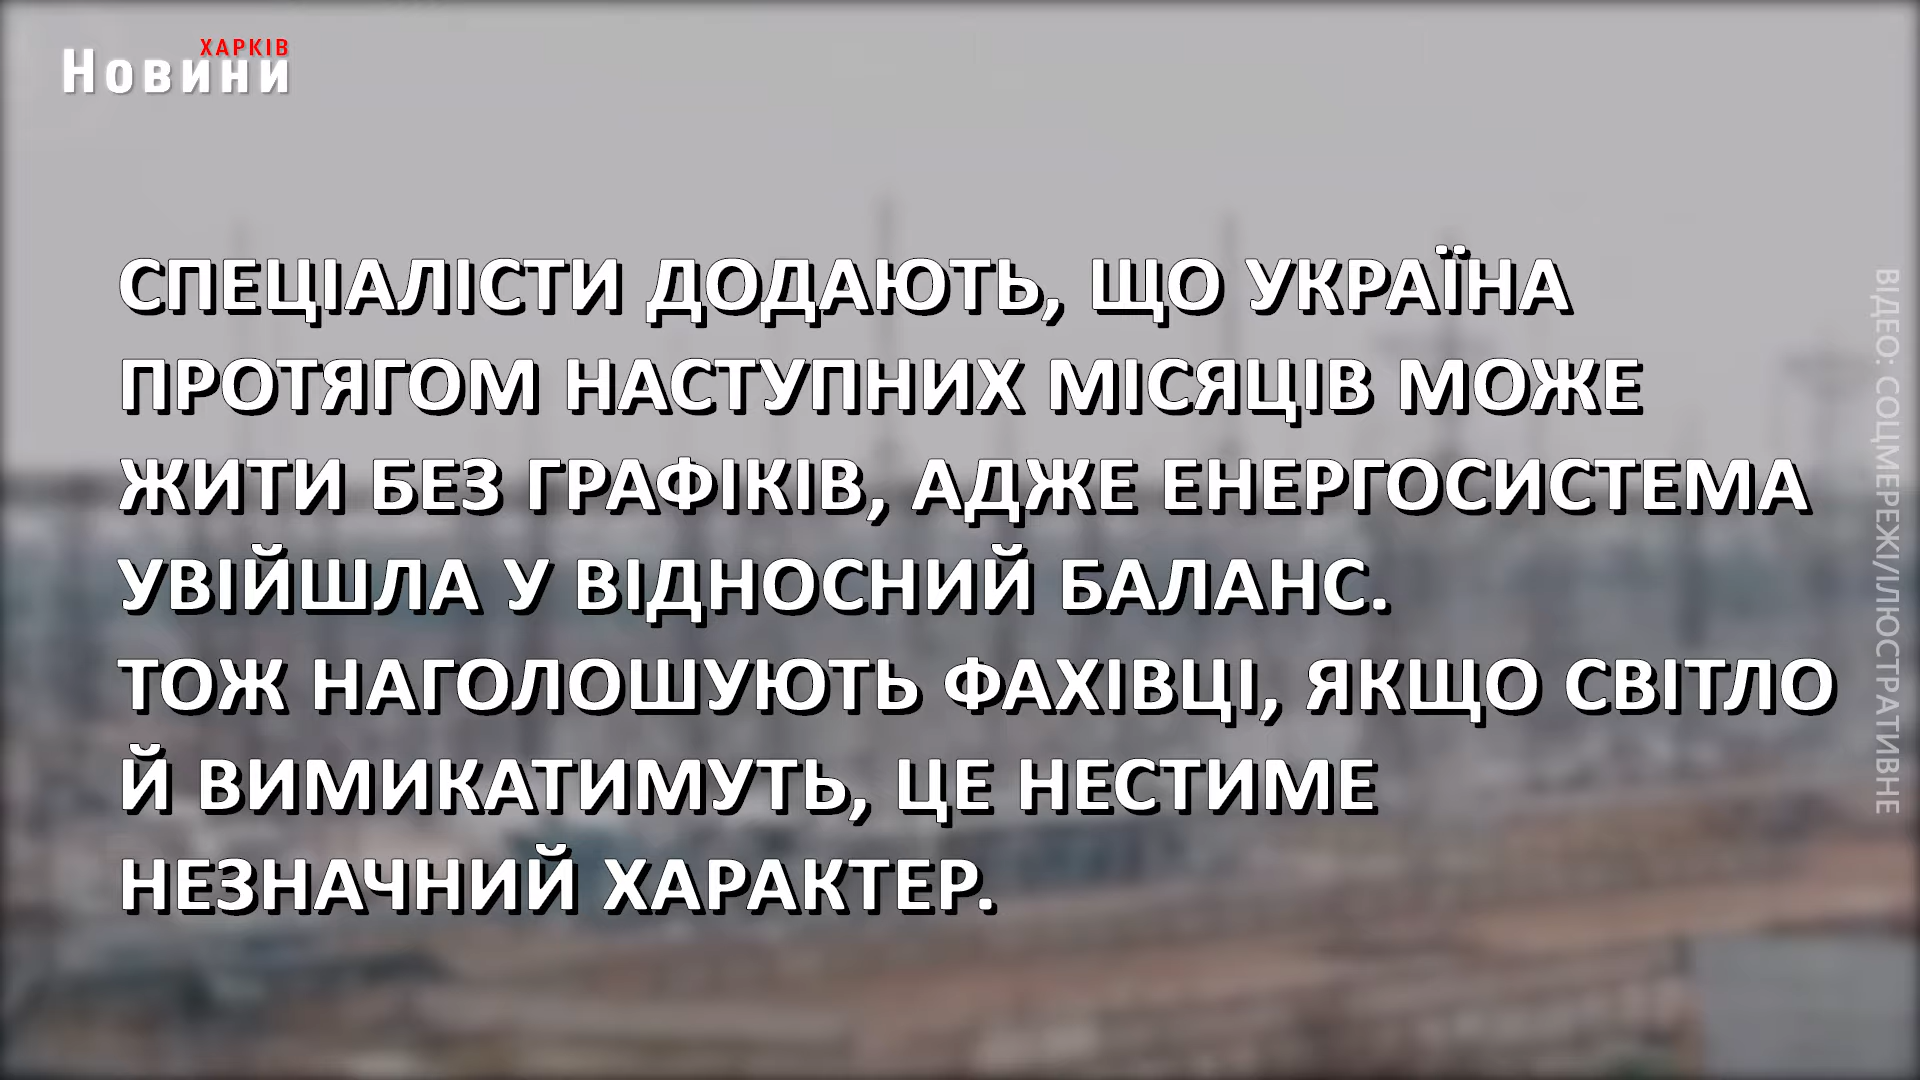 ХАРКІВ
Новини
СПЕЦІАЛІСТИ ДОДАЮТЬ, ЩО УКРАЇНА
ПРОТЯГОМ НАСТУПНИХ МІСЯЦІВ МОЖЕ
ЖИТИ БЕЗ ГРАФІКІВ, АДЖЕ ЕНЕРГОСИСТЕМА
УВІЙШЛА У ВІДНОСНИЙ БАЛАНС.
ТОЖ НАГОЛОШУЮТЬ ФАХІВЦІ, ЯКЩО СВІТЛО
Й ВИМИКАТИМУТЬ, ЦЕ НЕСТИМЕ
НЕЗНАЧНИЙ ХАРАКТЕР.
ВІДЕО: СОЦМЕРЕЖІ/ІЛЮСТРАТИВНЕ